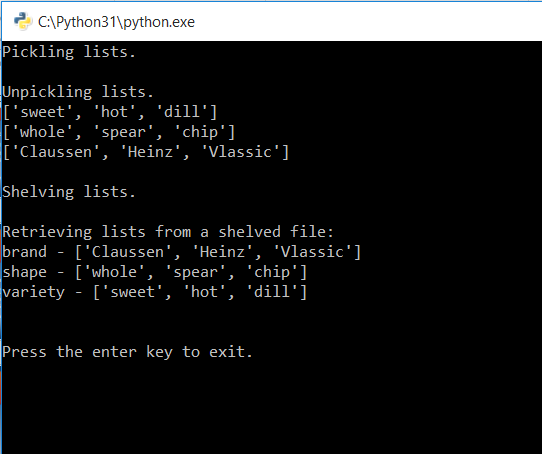 C:\Python31\python.exe
Pickling lists.
Unpickling lists.
['sweet', 'hot', 'dill']
['whole', 'spear', 'chip']
['Claussen', 'Heinz', 'Vlassic']
Shelving lists.
Retrieving lists from a shelved file:
brand - ['Claussen', 'Heinz', 'Vlassic']
shape - ['whole', 'spear', 'chip']
variety - ['sweet', 'hot', 'dill']
Press the enter key to exit.